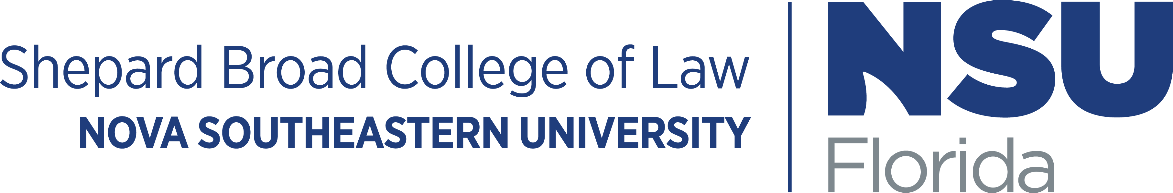 Shepard Broad College of Law
NOVA SOUTHEASTERN UNIVERSITY
NSU
Florida